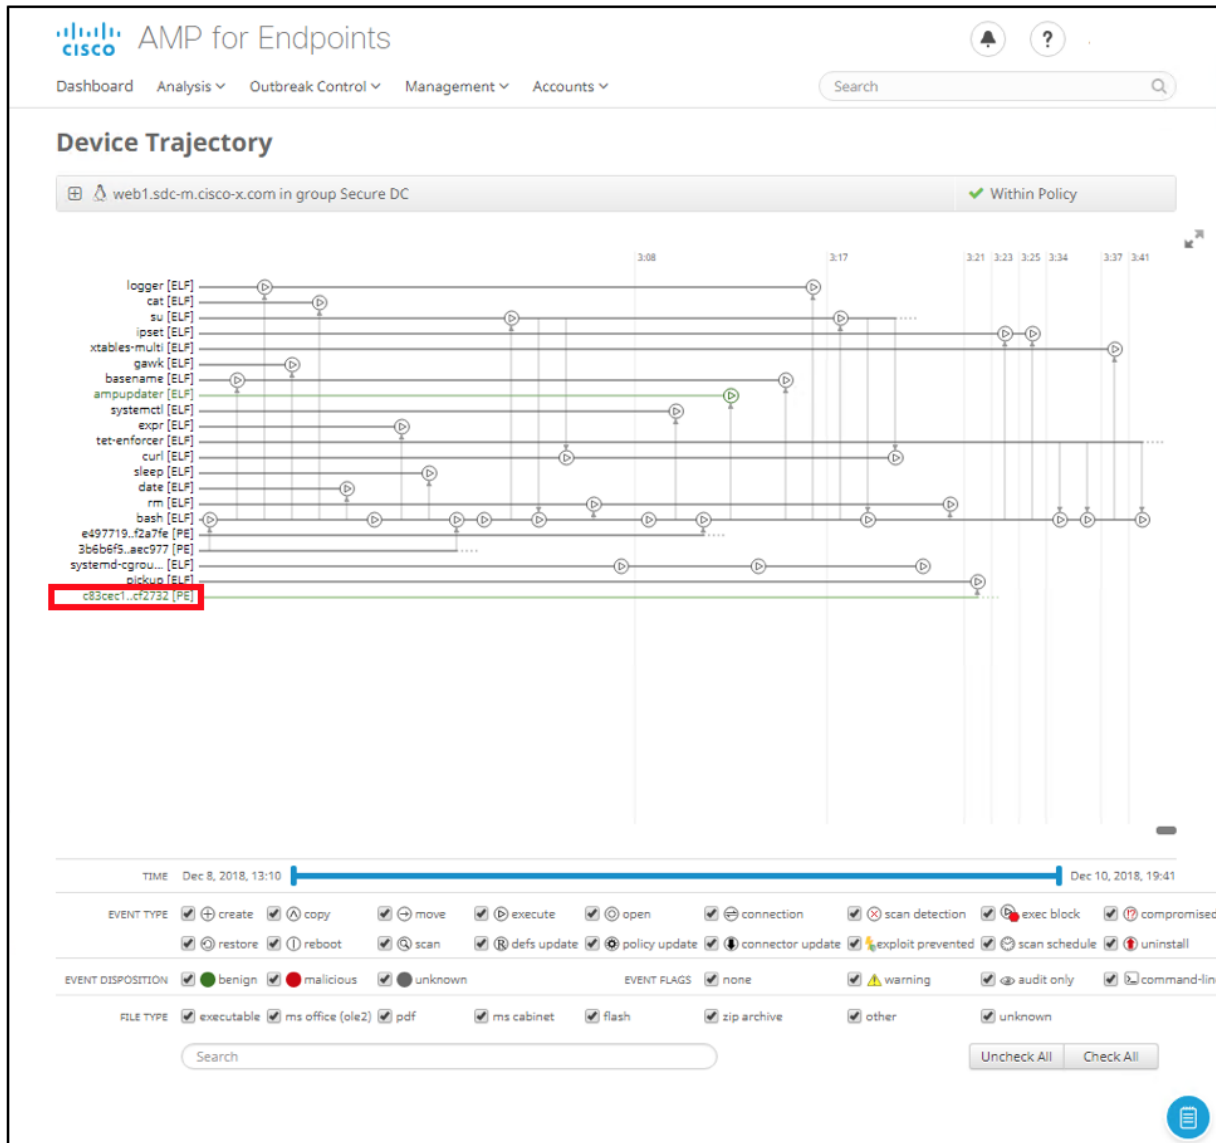 CISCO AMP for Endpoints
?
Dashboard Analysis Outbreak Control Management Accounts Search
Device Trajectory
web1.sdc-m.cisco-x.com in group Secure DC Within Policy
3:08 3:17 3:21 3:23 3:25 3:34 3:37 3:41
logger [ELF]
cat [ELF]
su [ELF]
ipset [ELF]
xtables-multi [ELF]
gawk [ELF]
basename [ELF]
ampupdater [ELF]
systemctl [ELF]
expr [ELF]
tet-enforcer [ELF]
curl [ELF]
sleep [ELF]
date [ELF]
rm [ELF]
bash [ELF]
e497719..f2a7fe [PE]
3b6b6f5..aec977 [PE]
systemd-cgrou... [ELF]
pickup [ELF]
c83cec1..cf2732 [PE]
TIME Dec 8, 2018, 13:10 Dec 10, 2018, 19:41
EVENT TYPE create copy move execute open connection scan detection exec block compromised
restore reboot scan defs update policy update connector update exploit prevented scan schedule uninstall
EVENT DISPOSITION benign malicious unknown EVENT FLAGS none warning audit only command-lin
FILE TYPE executable ms office (ole2) pdf ms cabinet flash zip archive other unknown
Search Uncheck All Check All